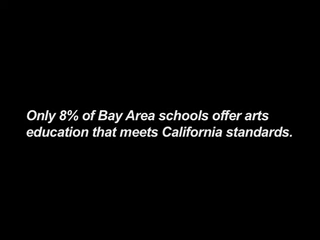 Only 8% of Bay Area schools offer arts
education that meets California standards.